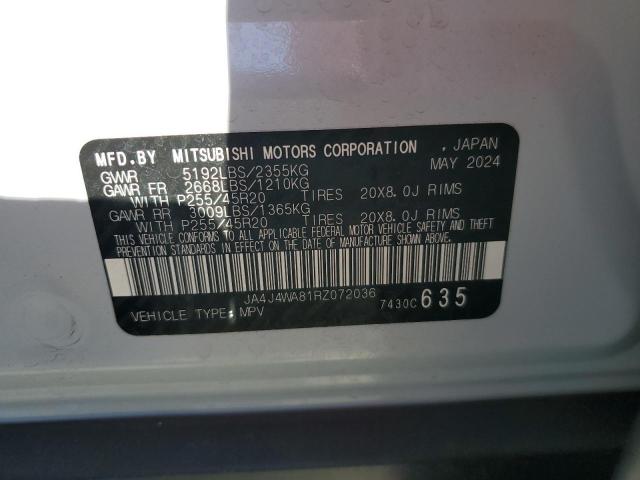 MFD.BY MITSUBISHI MOTORS CORPORATION , JAPAN
GVWR 5192LBS/2355KG MAY 2024
GAWR FR 2668LBS/1210KG
WITH P255/45R20 TIRES 20X8.0J RIMS
GAWR RR 3009LBS/1365KG
WITH P255/45R20 TIRES 20X8.0J RIMS
THIS VEHICLE CONFORMS TO ALL APPLICABLE FEDERAL MOTOR VEHICLE SAFETY AND THEFT
PREVENTION STANDARDS IN EFFECT ON THE DATE OF MANUFACTURE SHOWN ABOVE.
JA4J4WA81RZ072036
VEHICLE TYPE: MPV 7430C 635